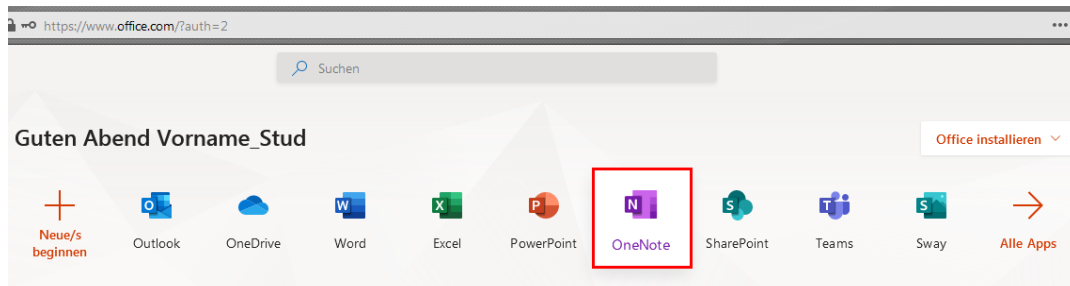 https://www.office.com/?auth=2
Suchen
Guten Abend Vorname_Stud
Office installieren
Neue/s
beginnen
Outlook
OneDrive
Word
Excel
PowerPoint
OneNote
SharePoint
Teams
Sway
Alle Apps